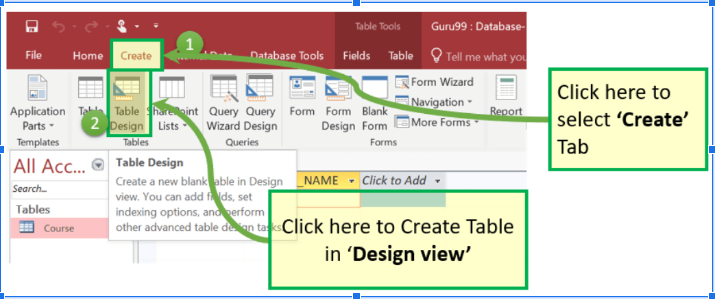 Table Tools
Guru99 : Database-
File
Home
Create
Data
Database Tools
Fields
Table
Tell me what you
1
Application
Parts
Templates
2
Table
Table
Design
SharePoint
Lists
Tables
Query
Wizard
Query
Design
Queries
Form
Form
Design
Blank
Form
Form Wizard
Navigation
More Forms
Forms
Report
Click here to
select ‘Create’
Tab
All Acc...
Search...
Tables
Course
Table Design
Create a new blank table in Design
view. You can add fields, set
indexing options, and perform
other advanced table design tasks
_NAME
Click to Add
Click here to Create Table
in ‘Design view’